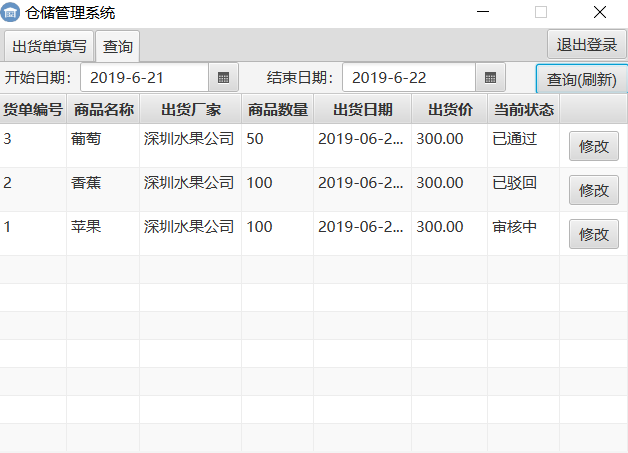 仓储管理系统
出货单填写 查询 退出登录
开始日期: 2019-6-21 结束日期: 2019-6-22 查询(刷新)
货单编号 商品名称 出货厂家 商品数量 出货日期 出货价 当前状态
3 葡萄 深圳水果公司 50 2019-06-2... 300.00 已通过 修改
2 香蕉 深圳水果公司 100 2019-06-2... 300.00 已驳回 修改
1 苹果 深圳水果公司 100 2019-06-2... 300.00 审核中 修改